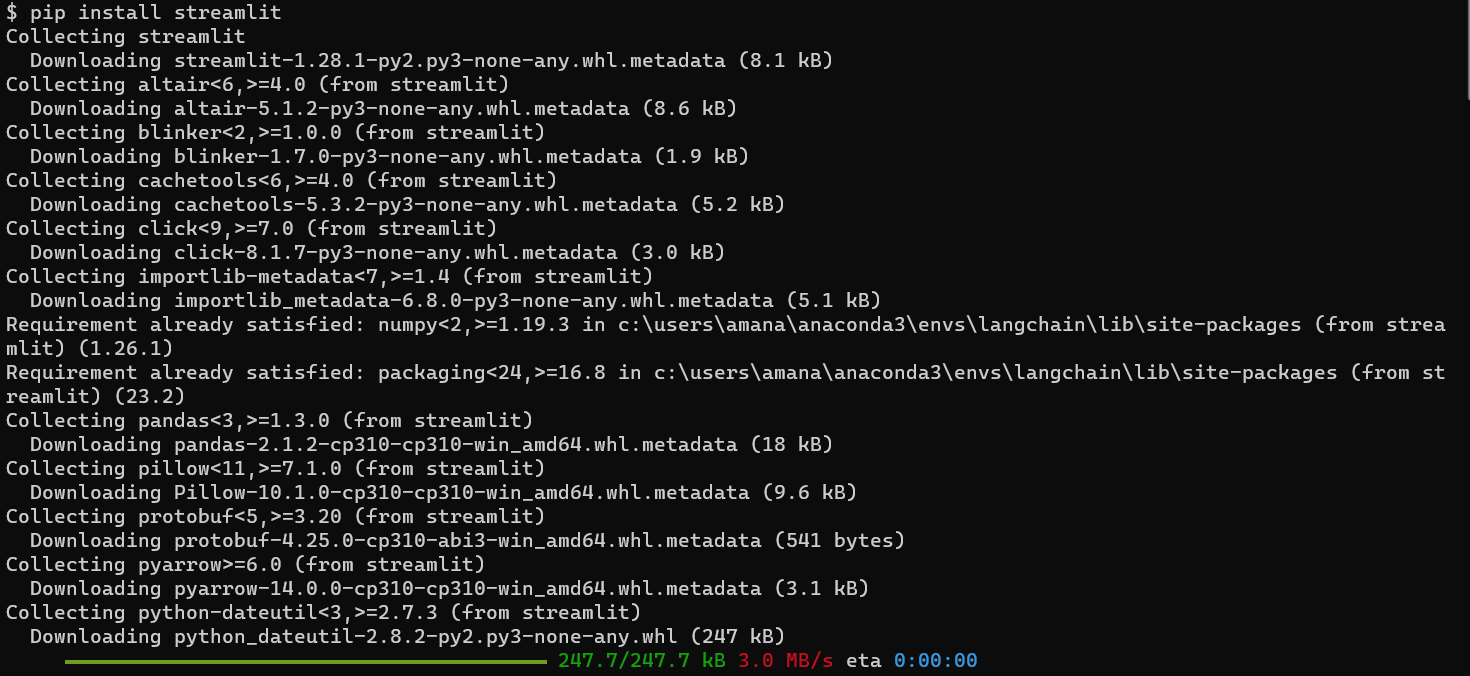 $ pip install streamlit
Collecting streamlit
  Downloading streamlit-1.28.1-py2.py3-none-any.whl.metadata (8.1 kB)
Collecting altair<6,>=4.0 (from streamlit)
  Downloading altair-5.1.2-py3-none-any.whl.metadata (8.6 kB)
Collecting blinker<2,>=1.0.0 (from streamlit)
  Downloading blinker-1.7.0-py3-none-any.whl.metadata (1.9 kB)
Collecting cachetools<6,>=4.0 (from streamlit)
  Downloading cachetools-5.3.2-py3-none-any.whl.metadata (5.2 kB)
Collecting click<9,>=7.0 (from streamlit)
  Downloading click-8.1.7-py3-none-any.whl.metadata (3.0 kB)
Collecting importlib-metadata<7,>=1.4 (from streamlit)
  Downloading importlib_metadata-6.8.0-py3-none-any.whl.metadata (5.1 kB)
Requirement already satisfied: numpy<2,>=1.19.3 in c:\users\amana\anaconda3\envs\langchain\lib\site-packages (from strea
mlit) (1.26.1)
Requirement already satisfied: packaging<24,>=16.8 in c:\users\amana\anaconda3\envs\langchain\lib\site-packages (from st
reamlit) (23.2)
Collecting pandas<3,>=1.3.0 (from streamlit)
  Downloading pandas-2.1.2-cp310-cp310-win_amd64.whl.metadata (18 kB)
Collecting pillow<11,>=7.1.0 (from streamlit)
  Downloading Pillow-10.1.0-cp310-cp310-win_amd64.whl.metadata (9.6 kB)
Collecting protobuf<5,>=3.20 (from streamlit)
  Downloading protobuf-4.25.0-cp310-abi3-win_amd64.whl.metadata (541 bytes)
Collecting pyarrow>=6.0 (from streamlit)
  Downloading pyarrow-14.0.0-cp310-cp310-win_amd64.whl.metadata (3.1 kB)
Collecting python-dateutil<3,>=2.7.3 (from streamlit)
  Downloading python_dateutil-2.8.2-py2.py3-none-any.whl (247 kB)
247.7/247.7 kB 3.0 MB/s eta 0:00:00